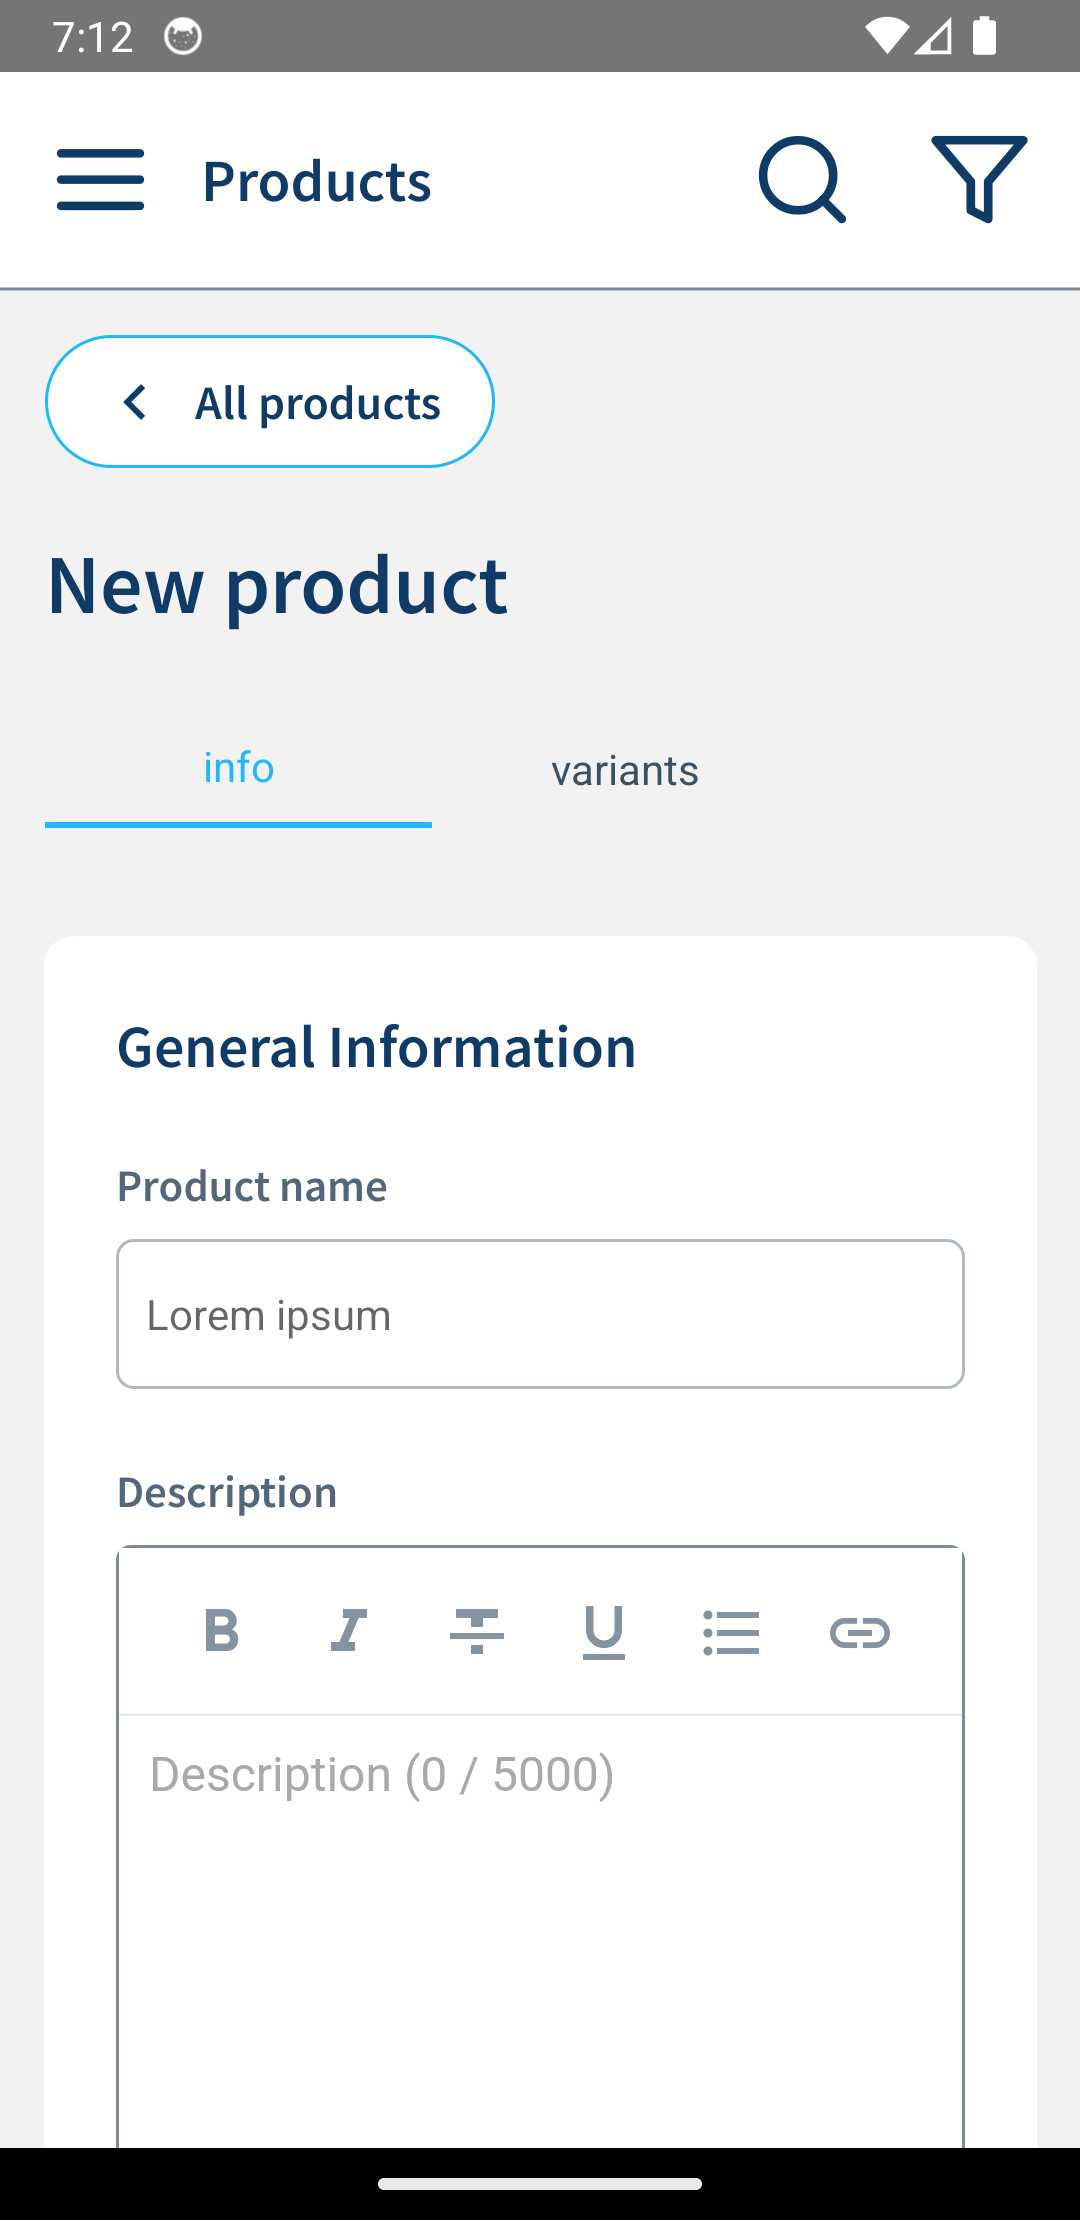 7:12
Products
All products
New product
info
variants
General Information
Product name
Lorem ipsum
Description
B I T U
Description (0 / 5000)